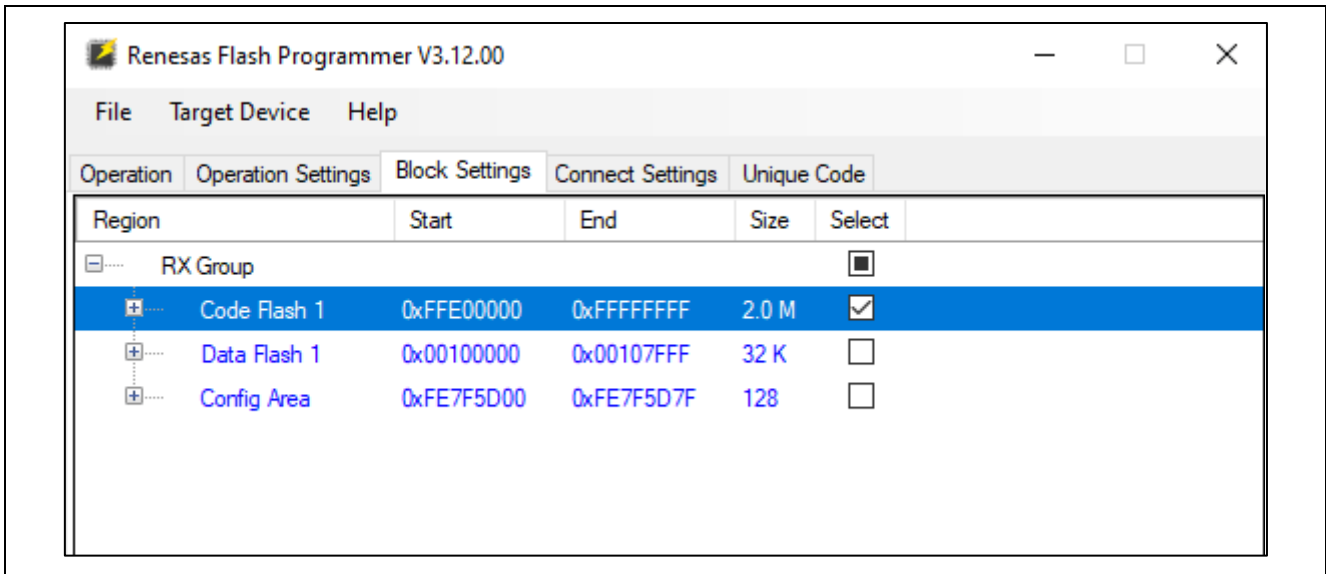 Renesas Flash Programmer V3.12.00
File Target Device Help
Operation Operation Settings Block Settings Connect Settings Unique Code
Region Start End Size Select
RX Group
Code Flash 1 0xFFE00000 0xFFFFFFFF 2.0 M
Data Flash 1 0x00100000 0x00107FFF 32 K
Config Area 0xFE7F5D00 0xFE7F5D7F 128